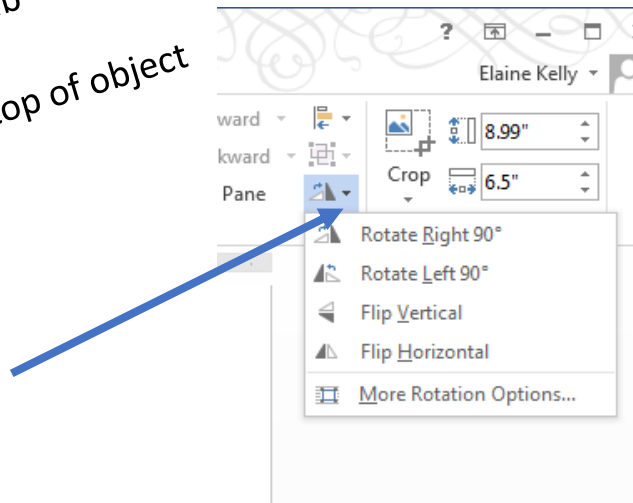 top of object
?
Elaine Kelly
ward
8.99"
kward
Crop
6.5"
Pane
Rotate Right 90°
Rotate Left 90°
Flip Vertical
Flip Horizontal
More Rotation Options...